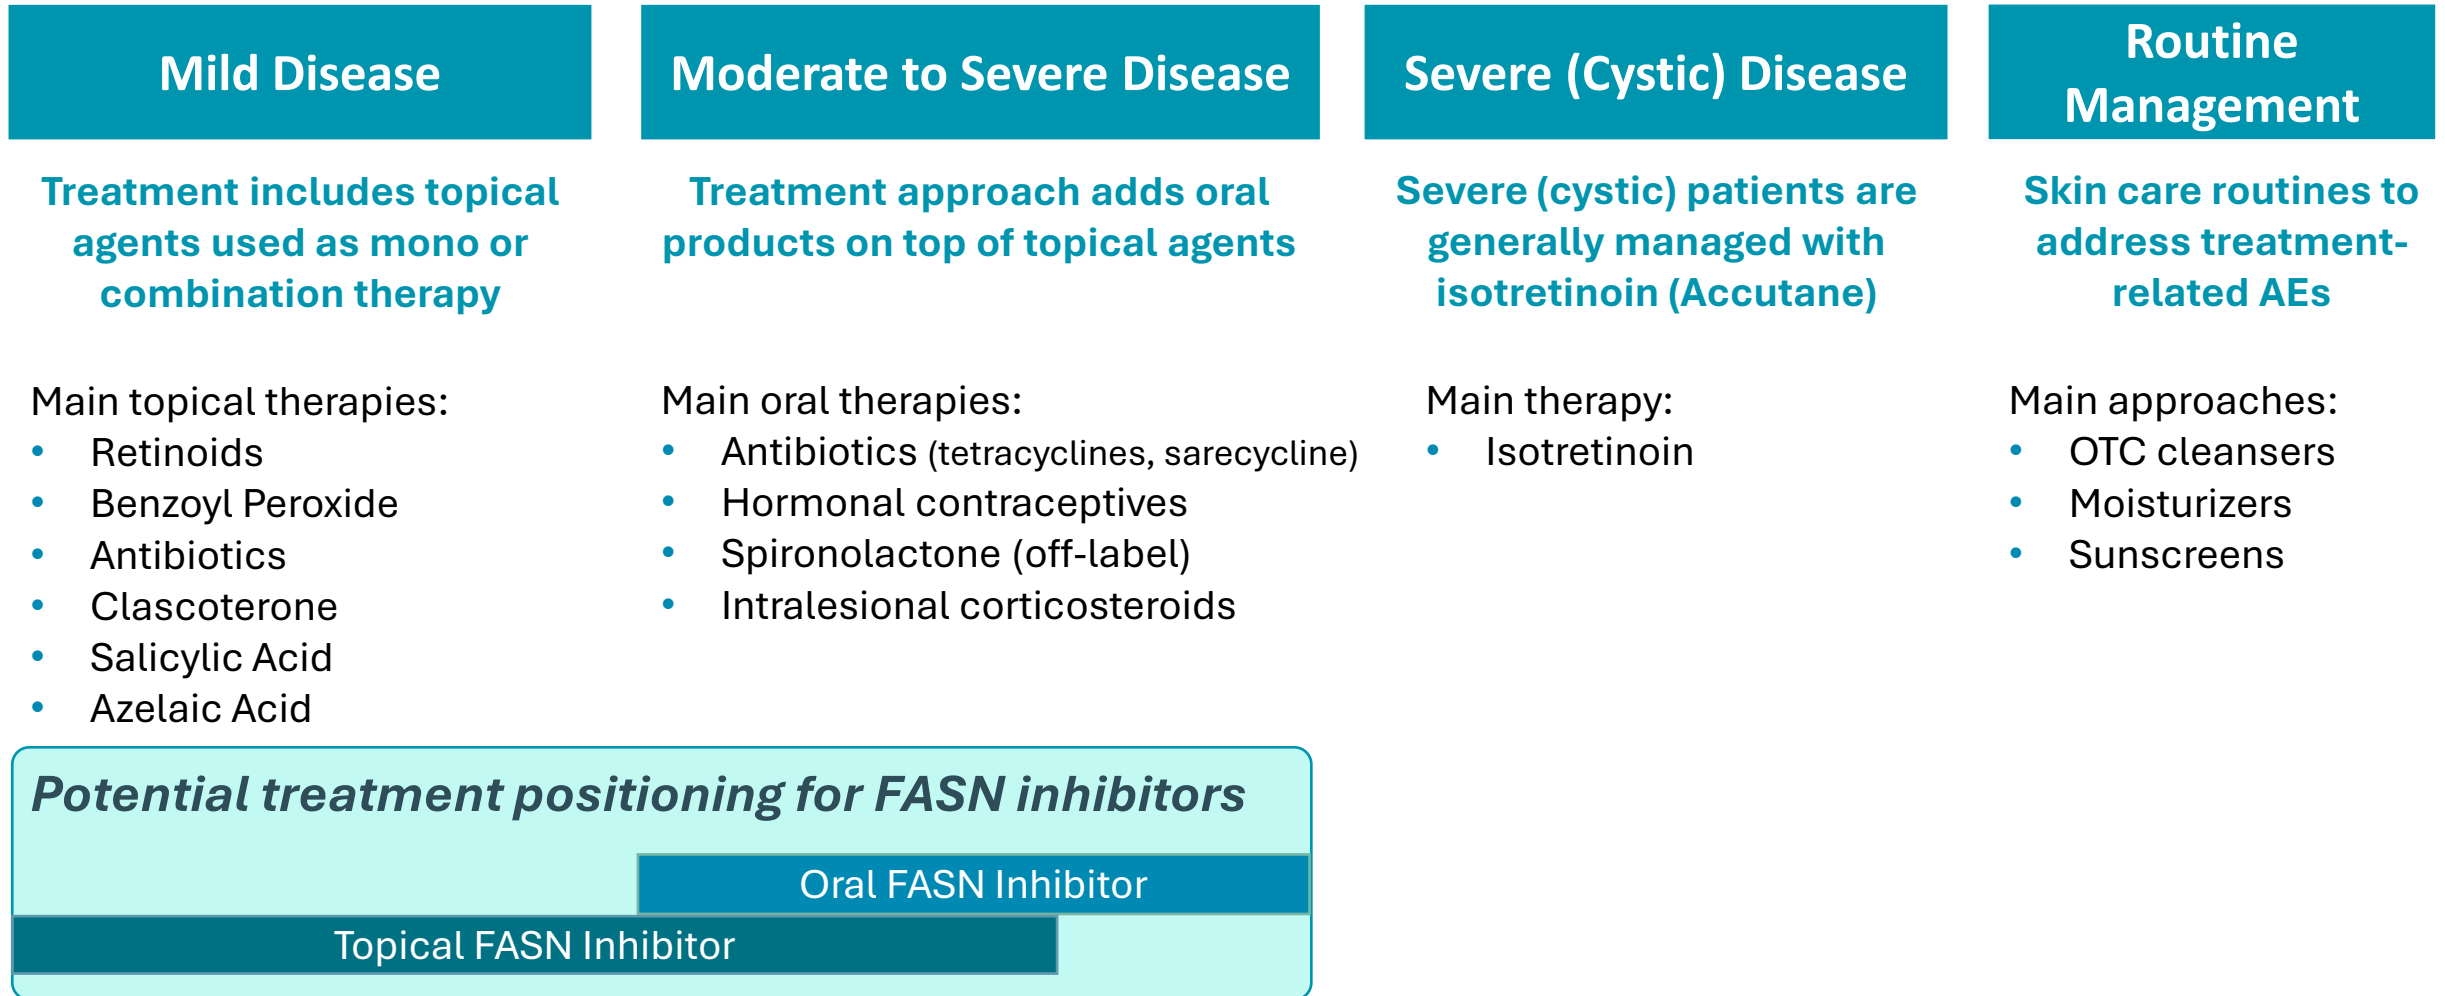 Mild Disease
Treatment includes topical
agents used as mono or
combination therapy
Main topical therapies:
• Retinoids
• Benzoyl Peroxide
• Antibiotics
• Clascoterone
• Salicylic Acid
• Azelaic Acid
Moderate to Severe Disease
Treatment approach adds oral
products on top of topical agents
Main oral therapies:
• Antibiotics (tetracyclines, sarecycline)
• Hormonal contraceptives
• Spironolactone (off-label)
• Intralesional corticosteroids
Severe (Cystic) Disease
Severe (cystic) patients are
generally managed with
isotretinoin (Accutane)
Main therapy:
• Isotretinoin
Routine
Management
Skin care routines to
address treatment-
related AEs
Main approaches:
• OTC cleansers
• Moisturizers
• Sunscreens
Potential treatment positioning for FASN inhibitors
Oral FASN Inhibitor
Topical FASN Inhibitor